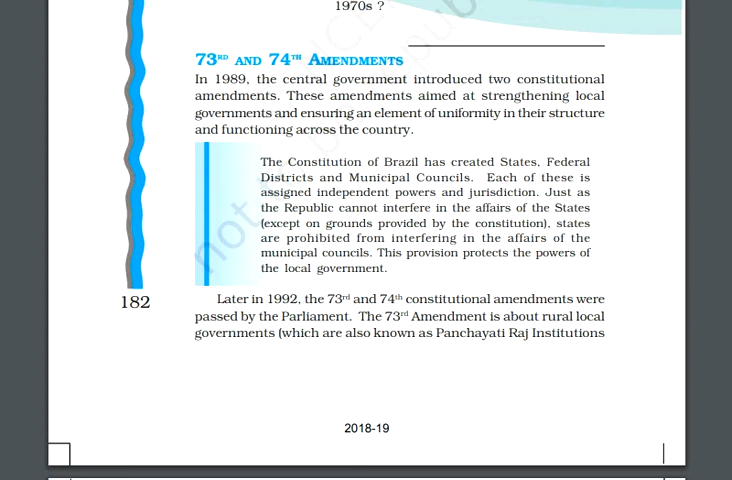 1970s ?
73RD AND 74TH AMENDMENTS
In 1989, the central government introduced two constitutional
amendments. These amendments aimed at strengthening local
governments and ensuring an element of uniformity in their structure
and functioning across the country.
The Constitution of Brazil has created States, Federal
Districts and Municipal Councils. Each of these is
assigned independent powers and jurisdiction. Just as
the Republic cannot interfere in the affairs of the States
(except on grounds provided by the constitution), states
are prohibited from interfering in the affairs of the
municipal councils. This provision protects the powers of
the local government.
182
Later in 1992, the 73rd and 74th constitutional amendments were
passed by the Parliament. The 73rd Amendment is about rural local
governments (which are also known as Panchayati Raj Institutions
2018-19